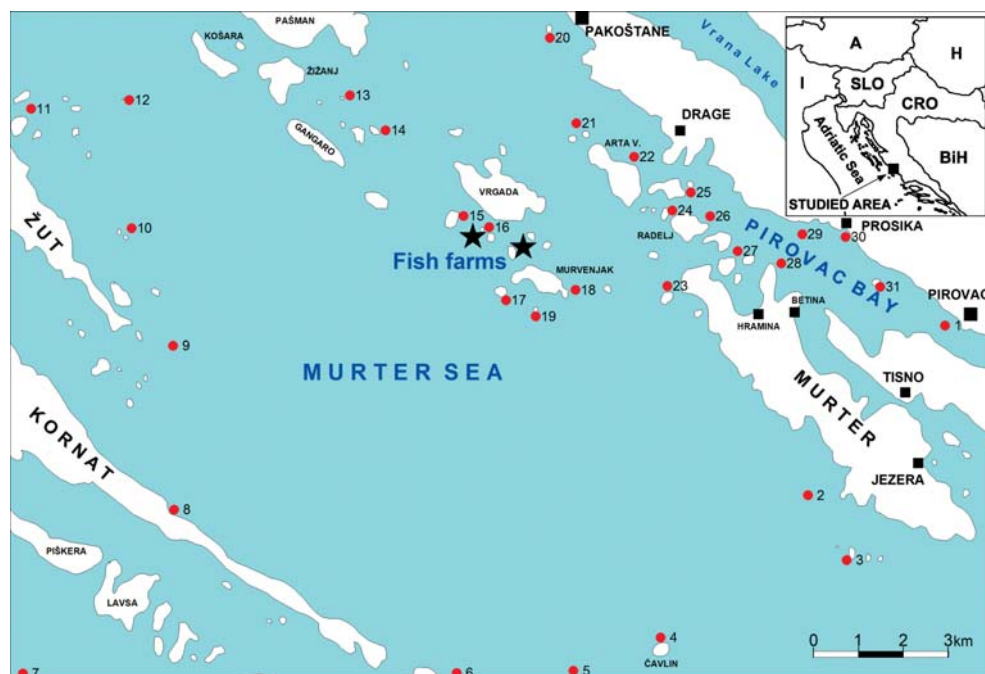 PAŠMAN
KOŠARA
ŽIŽANJ
GANGARO
20
PAKOŠTANE
Vrana Lake
A
H
I
SLO
CRO
BiH
Adriatic Sea
STUDIED AREA
11
12
13
14
21
DRAGE
ARTA V.
22
VRGADA
15
16
Fish farms
25
24
26
RADELJ
27
PIROVAC BAY
29
PROSIKA
30
28
31
PIROVAC
1
ŽUT
10
MURVENJAK
17
18
19
23
HRAMINA
BETINA
9
MURTER SEA
TISNO
MURTER
JEZERA
KORNAT
8
2
3
PIŠKERA
LAVSA
4
ČAVLIN
0 1 2 3km
7
6
5